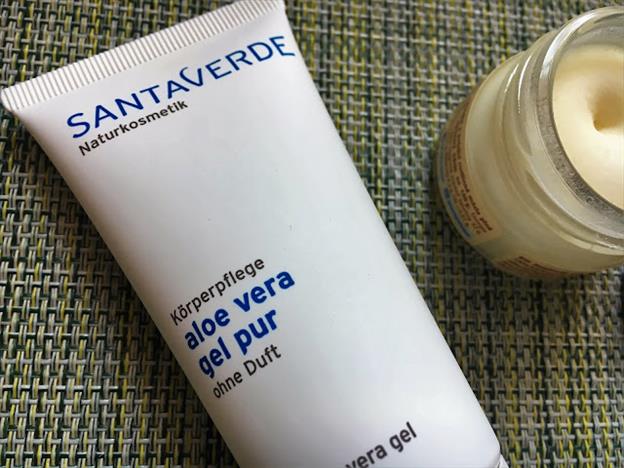 SANTAVERDE
Naturkosmetik
Körperpflege
aloe vera
gel pur
ohne Duft
vera gel